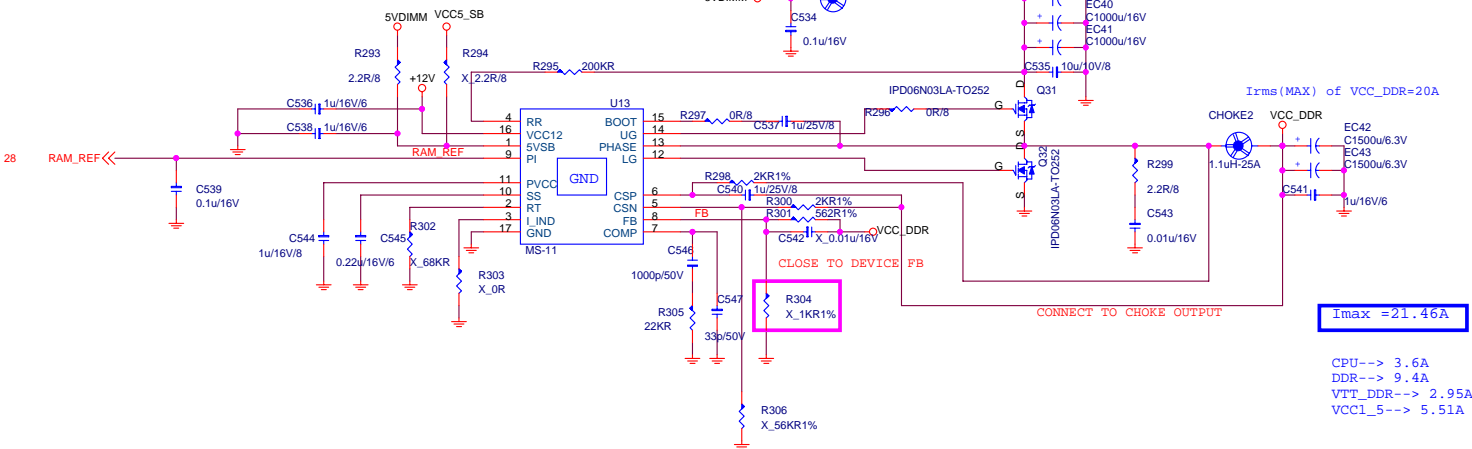 EC40
C1000u/16V
EC41
C1000u/16V
C534
0.1u/16V
5VDIMM
VCC5_SB
R293
2.2R/8
R294
X_2.2R/8
+12V
R295
200KR
C535
10u/10V/8
C536
1u/16V/6
C538
1u/16V/6
U13
4
RR
16
VCC12
1
5VSB
9
PI
11
PVCC
10
SS
2
RT
3
I_IND
17
GND
GND
BOOT
15
UG
14
PHASE
13
LG
12
CSP
6
CSN
5
FB
8
COMP
7
MS-11
28
RAM_REF
RAM_REF
C539
0.1u/16V
R297
0R/8
C537
1u/25V/8
IPD06N03LA-TO252
R296
0R/8
D
G
S
Q31
D
G
S
Q32
IPD06N03LA-TO252
Irms(MAX) of VCC_DDR=20A
CHOKE2
1.1uH-25A
VCC_DDR
EC42
C1500u/6.3V
EC43
C1500u/6.3V
C541
1u/16V/6
R299
2.2R/8
C543
0.01u/16V
R298
2KR1%
C540
1u/25V/8
R300
2KR1%
R301
562R1%
FB
C542
X_0.01u/16V
VCC_DDR
CLOSE TO DEVICE FB
C544
1u/16V/8
C545
0.22u/16V/6
R302
X_68KR
R303
X_0R
C546
1000p/50V
R305
22KR
C547
33p/50V
R304
X_1KR1%
R306
X_56KR1%
CONNECT TO CHOKE OUTPUT
Imax =21.46A
CPU--> 3.6A
DDR--> 9.4A
VTT_DDR--> 2.95A
VCC1_5--> 5.51A